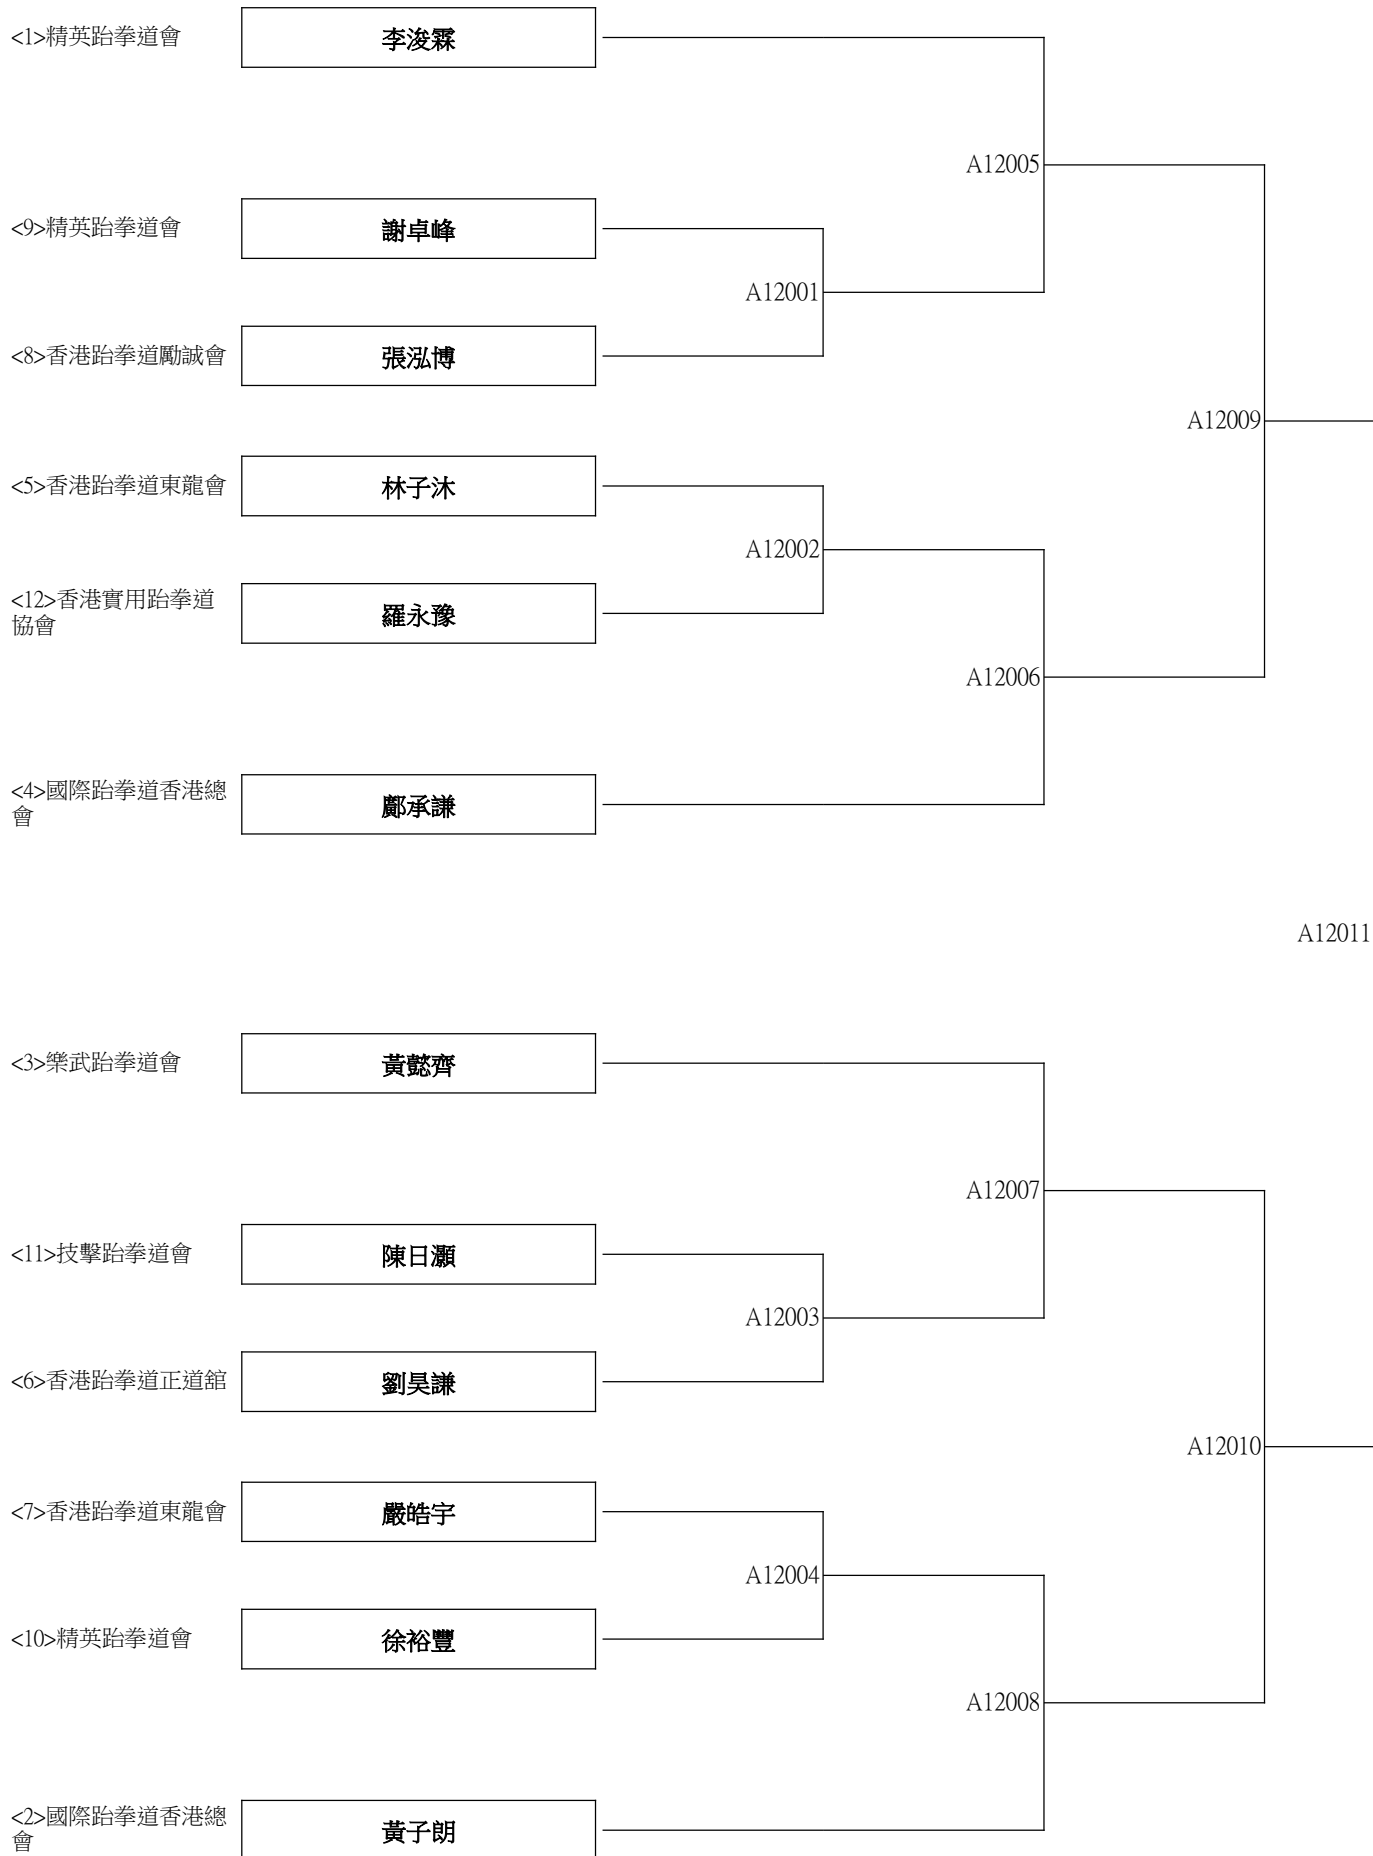 <1>精英跆拳道會
李浚霖
A12005
<9>精英跆拳道會
謝卓峰
A12001
<8>香港跆拳道勵誠會
張泓博
A12009
<5>香港跆拳道東龍會
林子沐
A12002
<12>香港實用跆拳道
協會
羅永豫
A12006
<4>國際跆拳道香港總
會
鄺承謙
A12011
<3>樂武跆拳道會
黃懿齊
A12007
<11>技擊跆拳道會
陳日灝
A12003
<6>香港跆拳道正道舘
劉昊謙
A12010
<7>香港跆拳道東龍會
嚴皓宇
A12004
<10>精英跆拳道會
徐裕豐
A12008
<2>國際跆拳道香港總
會
黃子朗